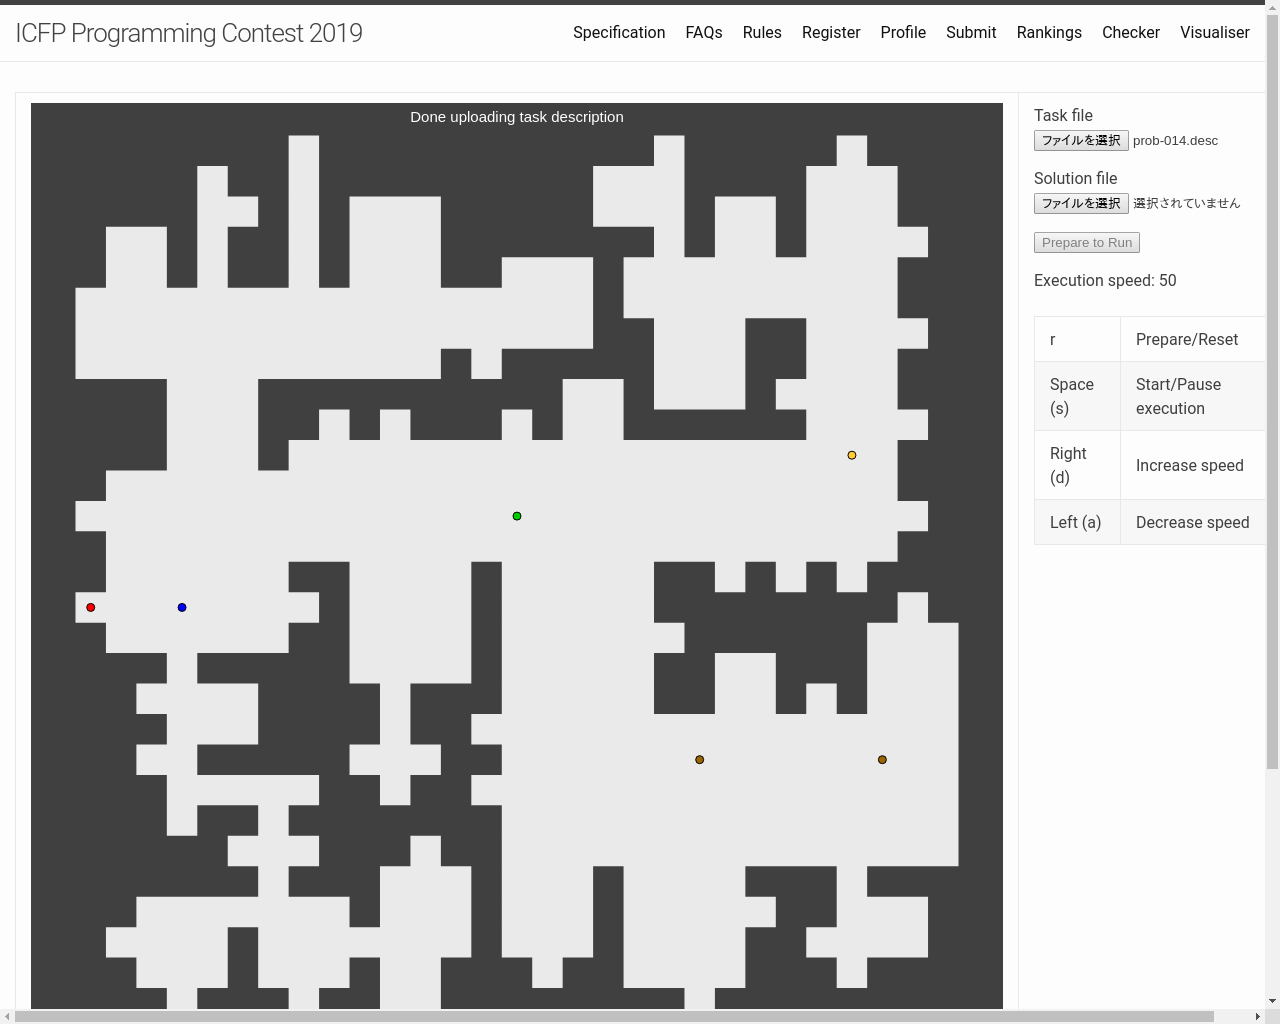 ICFP Programming Contest 2019
Specification FAQs Rules Register Profile Submit Rankings Checker Visualiser
Done uploading task description
Task file
ファイルを選択 prob-014.desc
Solution file
ファイルを選択 選択されていません
Prepare to Run
Execution speed: 50
r Prepare/Reset
Space (s) Start/Pause execution
Right (d) Increase speed
Left (a) Decrease speed